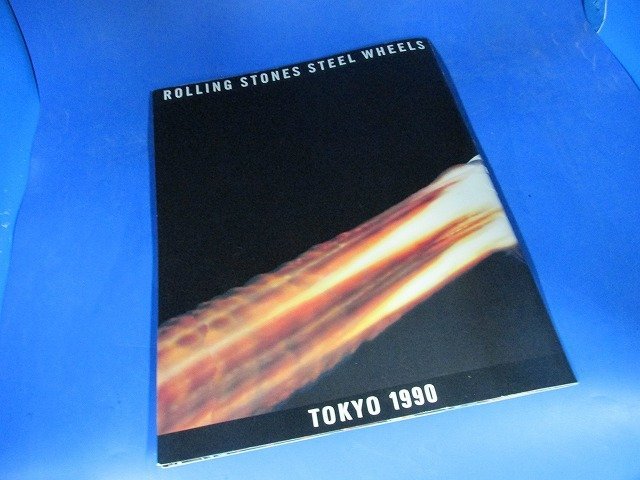 ROLLING STONES STEEL WHEELS
TOKYO 1990